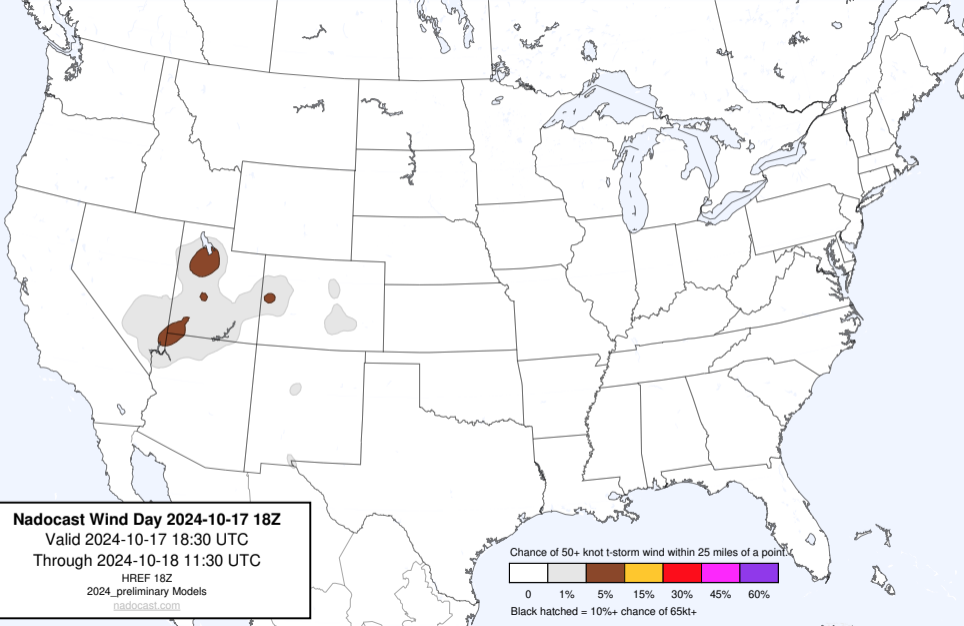 Nadocast Wind Day 2024-10-17 18Z
Valid 2024-10-17 18:30 UTC
Through 2024-10-18 11:30 UTC
HREF 18Z
2024_preliminary Models
nadocast.com
Chance of 50+ knot t-storm wind within 25 miles of a point.
0 1% 5% 15% 30% 45% 60%
Black hatched = 10%+ chance of 65kt+